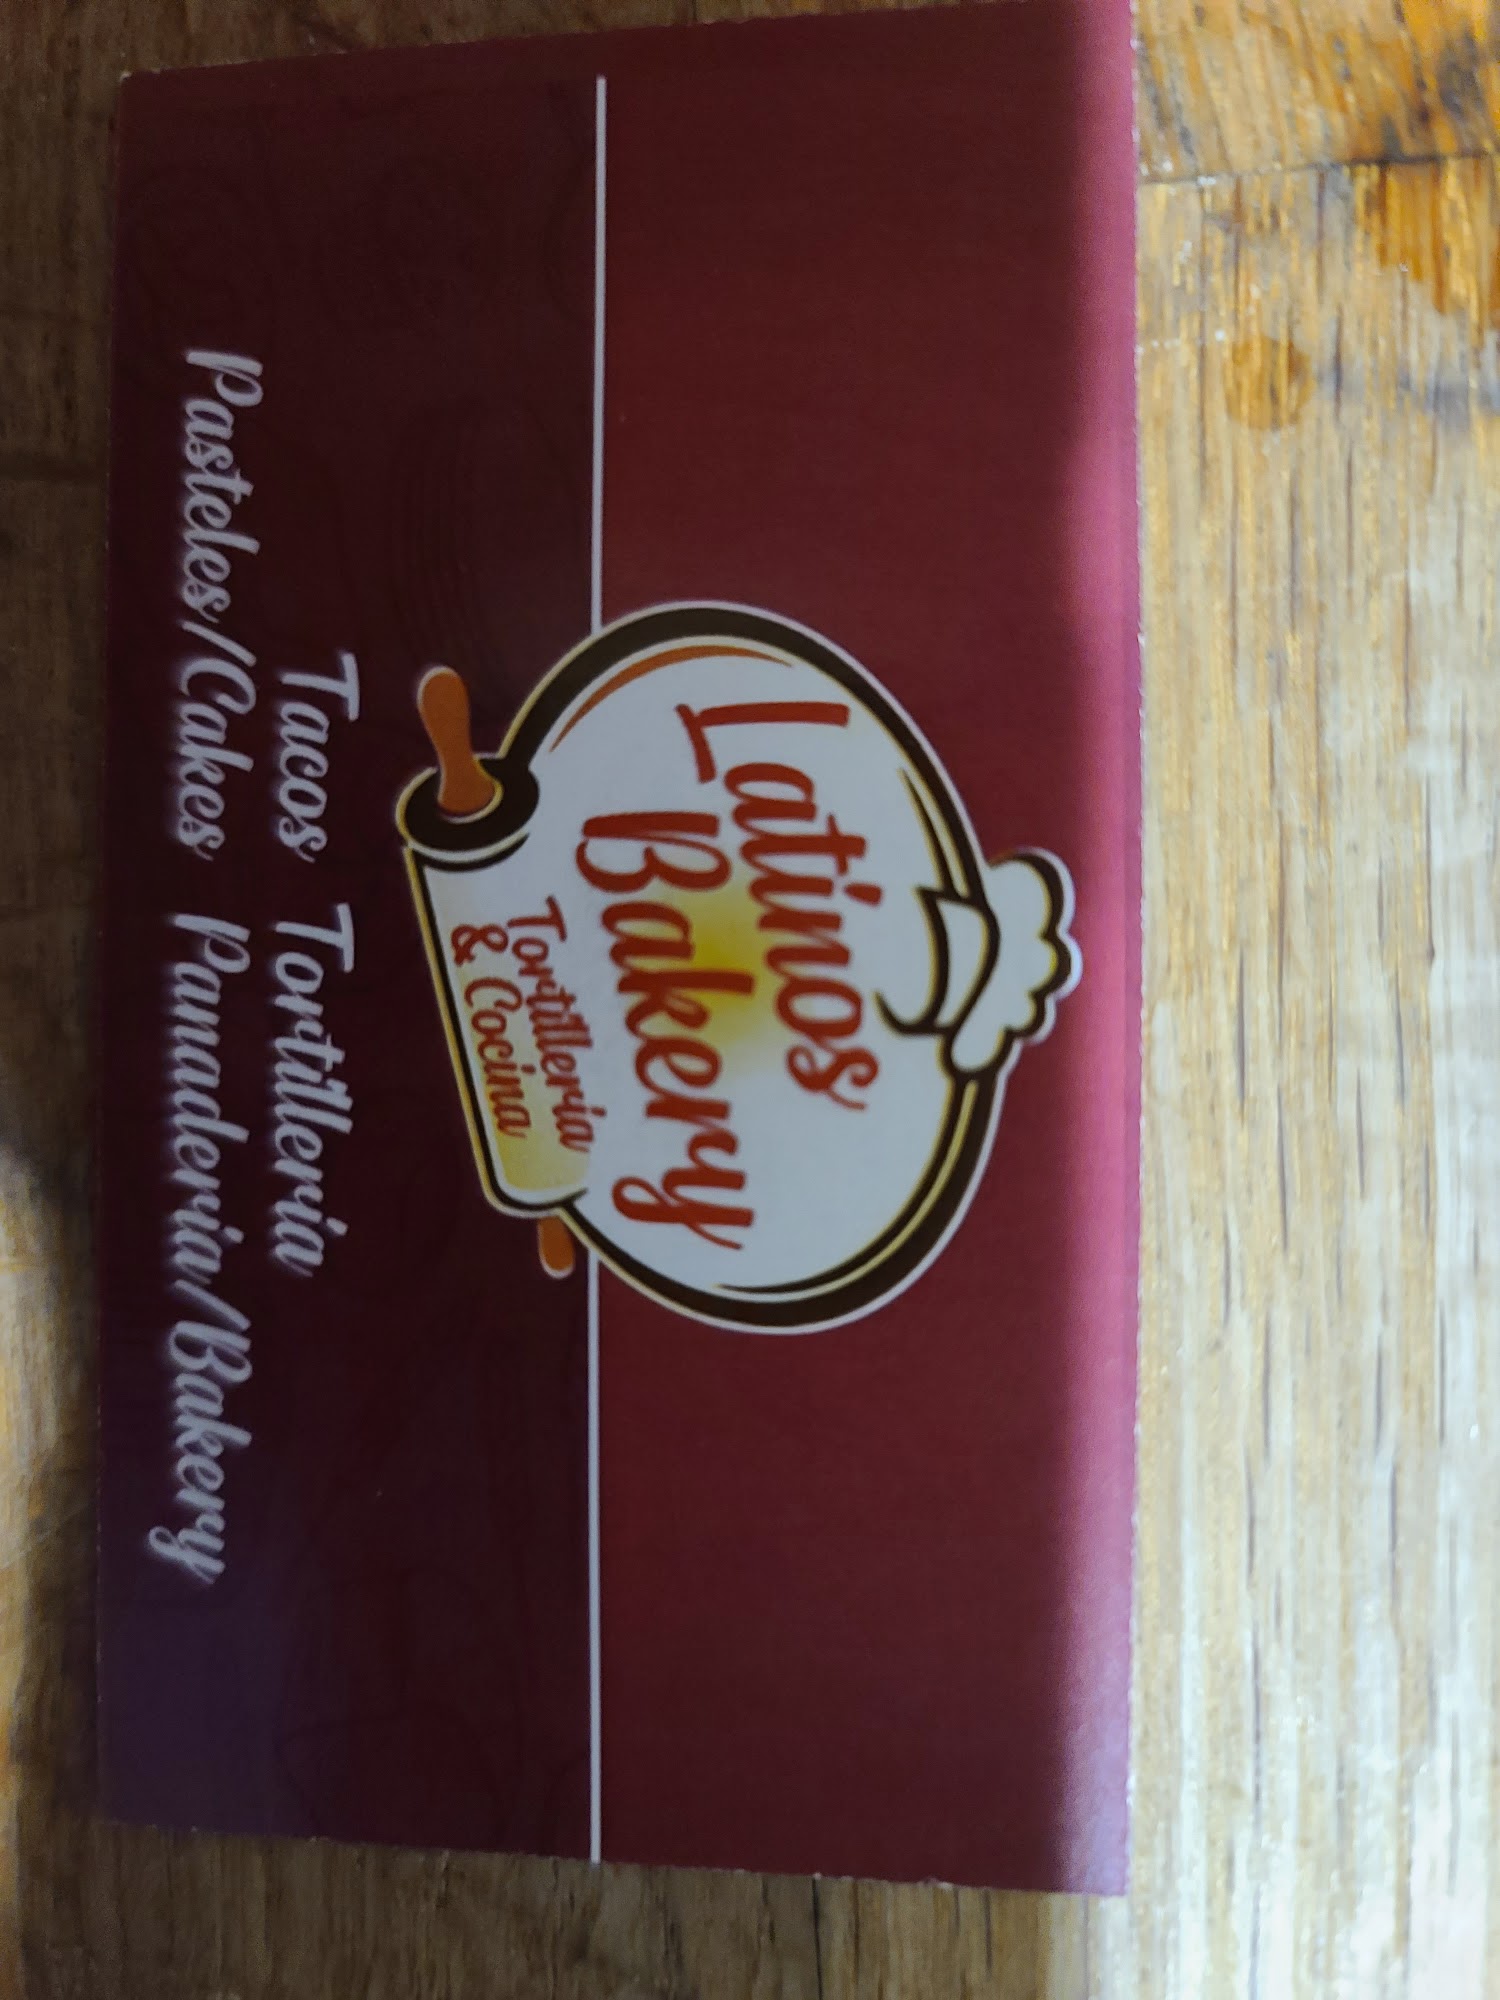 Latinos
Bakery
Tortilleria
& Cocina
Tacos Tortilleria
Pasteles/Cakes Panaderia/Bakery